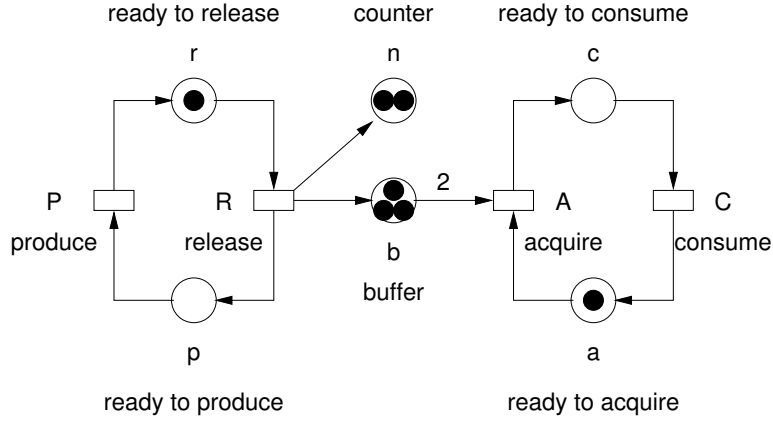 ready to release
counter
ready to consume
r
n
c
P
R
2
A
C
produce
release
acquire
consume
b
buffer
p
a
ready to produce
ready to acquire